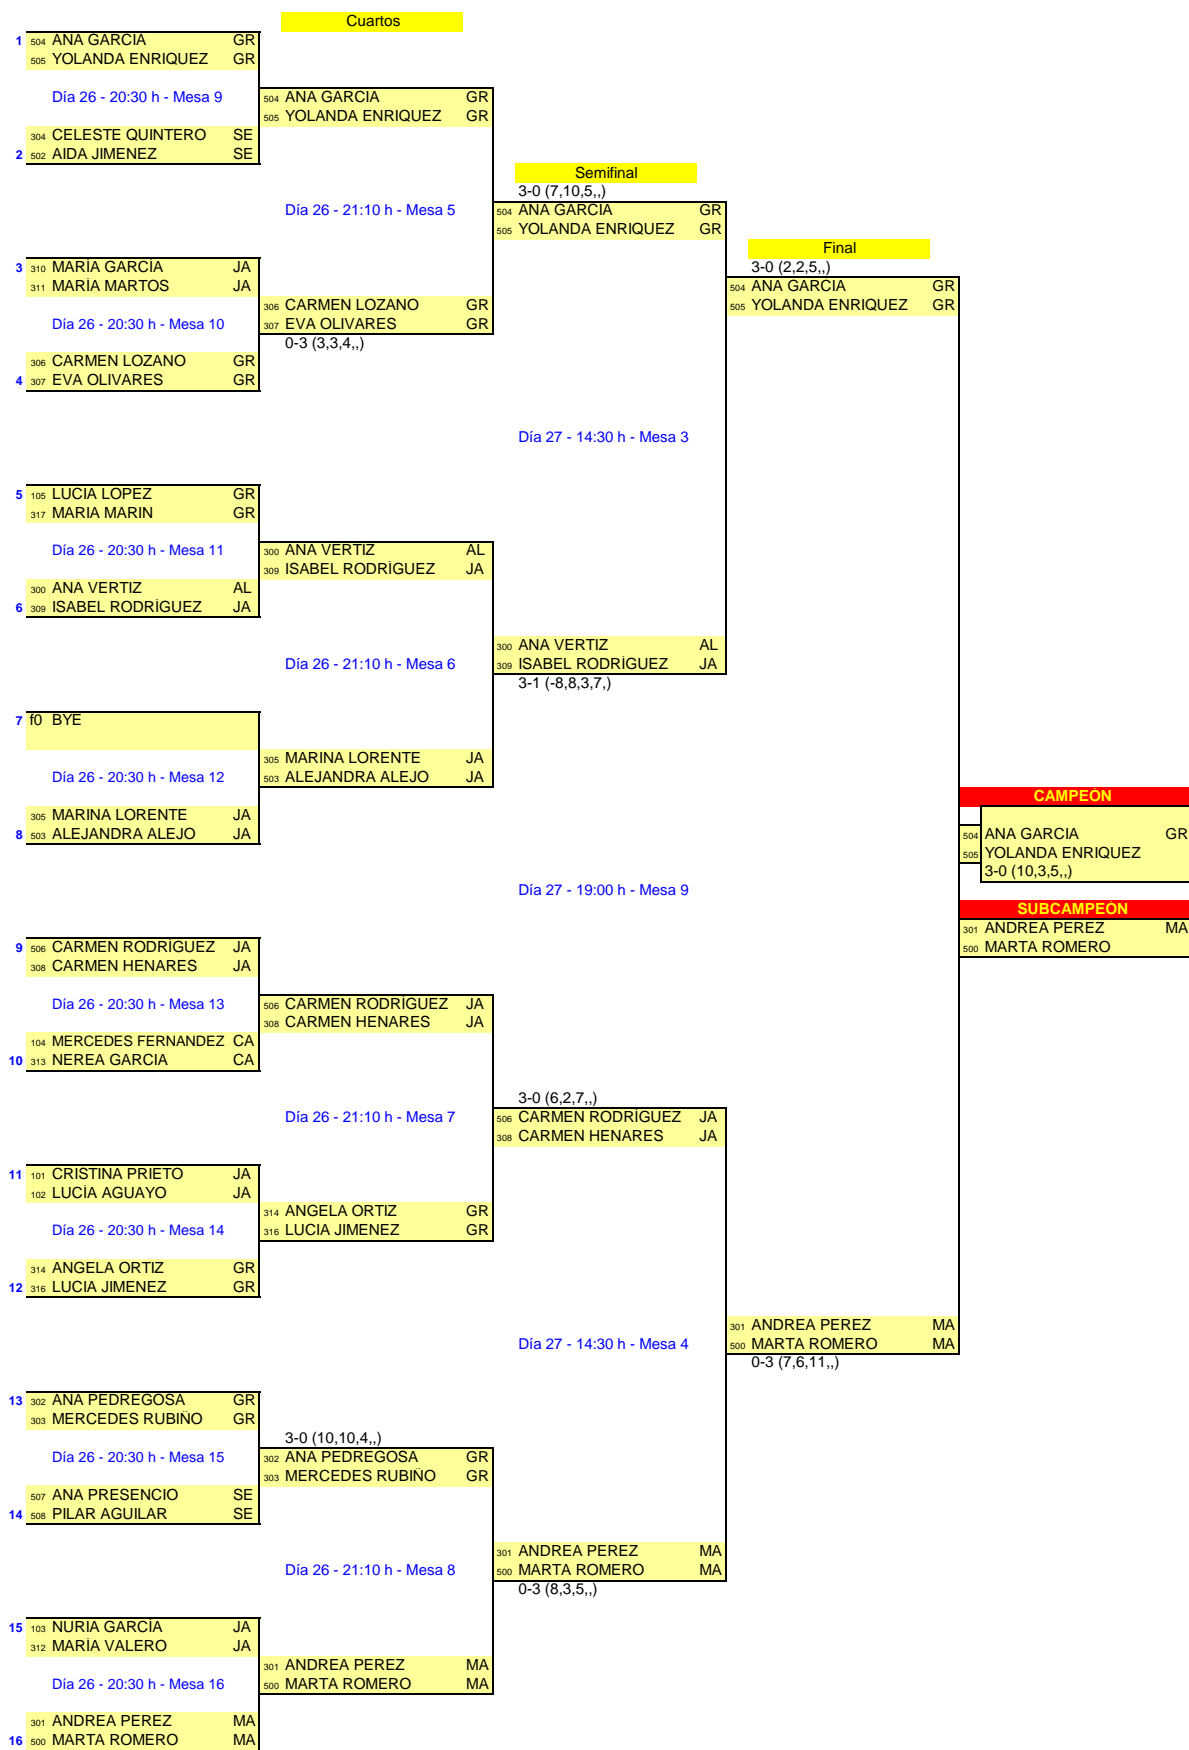 Cuartos
1 504 ANA GARCIA GR
505 YOLANDA ENRIQUEZ GR
Día 26 - 20:30 h - Mesa 9
504 ANA GARCIA GR
505 YOLANDA ENRIQUEZ GR
304 CELESTE QUINTERO SE
2 502 AIDA JIMENEZ SE
Semifinal
3-0 (7,10,5,,)
Día 26 - 21:10 h - Mesa 5
504 ANA GARCIA GR
505 YOLANDA ENRIQUEZ GR
Final
3-0 (2,2,5,,)
3 310 MARÍA GARCÍA JA
311 MARÍA MARTOS JA
504 ANA GARCIA GR
505 YOLANDA ENRIQUEZ GR
Día 26 - 20:30 h - Mesa 10
306 CARMEN LOZANO GR
307 EVA OLIVARES GR
0-3 (3,3,4,,)
306 CARMEN LOZANO GR
4 307 EVA OLIVARES GR
Día 27 - 14:30 h - Mesa 3
5 105 LUCIA LOPEZ GR
317 MARIA MARIN GR
Día 26 - 20:30 h - Mesa 11
300 ANA VERTIZ AL
309 ISABEL RODRÍGUEZ JA
300 ANA VERTIZ AL
6 309 ISABEL RODRÍGUEZ JA
Día 26 - 21:10 h - Mesa 6
300 ANA VERTIZ AL
309 ISABEL RODRÍGUEZ JA
3-1 (-8,8,3,7,)
7 f0 BYE
Día 26 - 20:30 h - Mesa 12
305 MARINA LORENTE JA
503 ALEJANDRA ALEJO JA
305 MARINA LORENTE JA
8 503 ALEJANDRA ALEJO JA
CAMPEÓN
504 ANA GARCIA GR
505 YOLANDA ENRIQUEZ
3-0 (10,3,5,,)
Día 27 - 19:00 h - Mesa 9
SUBCAMPEÓN
301 ANDREA PEREZ MA
500 MARTA ROMERO
9 506 CARMEN RODRÍGUEZ JA
308 CARMEN HENARES JA
Día 26 - 20:30 h - Mesa 13
506 CARMEN RODRÍGUEZ JA
308 CARMEN HENARES JA
104 MERCEDES FERNANDEZ CA
10 313 NEREA GARCIA CA
3-0 (6,2,7,,)
Día 26 - 21:10 h - Mesa 7
506 CARMEN RODRÍGUEZ JA
308 CARMEN HENARES JA
11 101 CRISTINA PRIETO JA
102 LUCÍA AGUAYO JA
Día 26 - 20:30 h - Mesa 14
314 ANGELA ORTIZ GR
316 LUCIA JIMENEZ GR
314 ANGELA ORTIZ GR
12 316 LUCIA JIMENEZ GR
Día 27 - 14:30 h - Mesa 4
301 ANDREA PEREZ MA
500 MARTA ROMERO MA
0-3 (7,6,11,,)
13 302 ANA PEDREGOSA GR
303 MERCEDES RUBIÑO GR
3-0 (10,10,4,,)
Día 26 - 20:30 h - Mesa 15
302 ANA PEDREGOSA GR
303 MERCEDES RUBIÑO GR
507 ANA PRESENCIO SE
14 508 PILAR AGUILAR SE
Día 26 - 21:10 h - Mesa 8
301 ANDREA PEREZ MA
500 MARTA ROMERO MA
0-3 (8,3,5,,)
15 103 NURIA GARCÍA JA
312 MARÍA VALERO JA
Día 26 - 20:30 h - Mesa 16
301 ANDREA PEREZ MA
500 MARTA ROMERO MA
301 ANDREA PEREZ MA
16 500 MARTA ROMERO MA